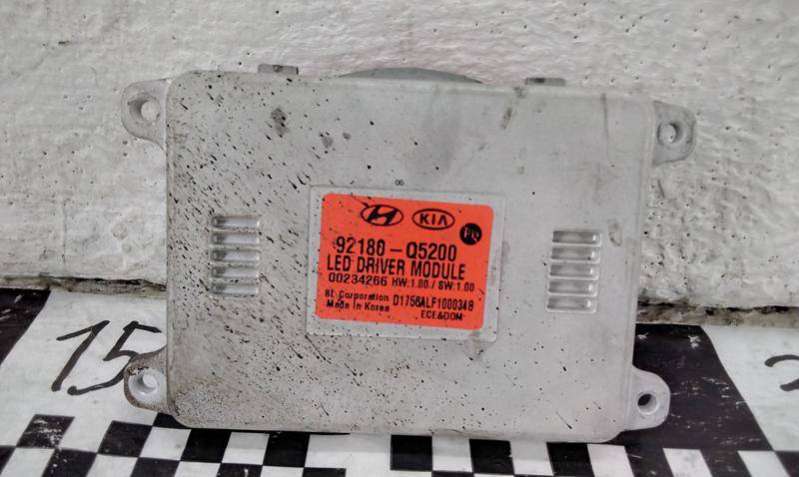 HYUNDAI KIA
92180-Q5200
LED DRIVER MODULE
00234266 HW:1.00 / SW:1.00
Corporation D1756ALF1000348
Made in Korea ECE&DOM
15